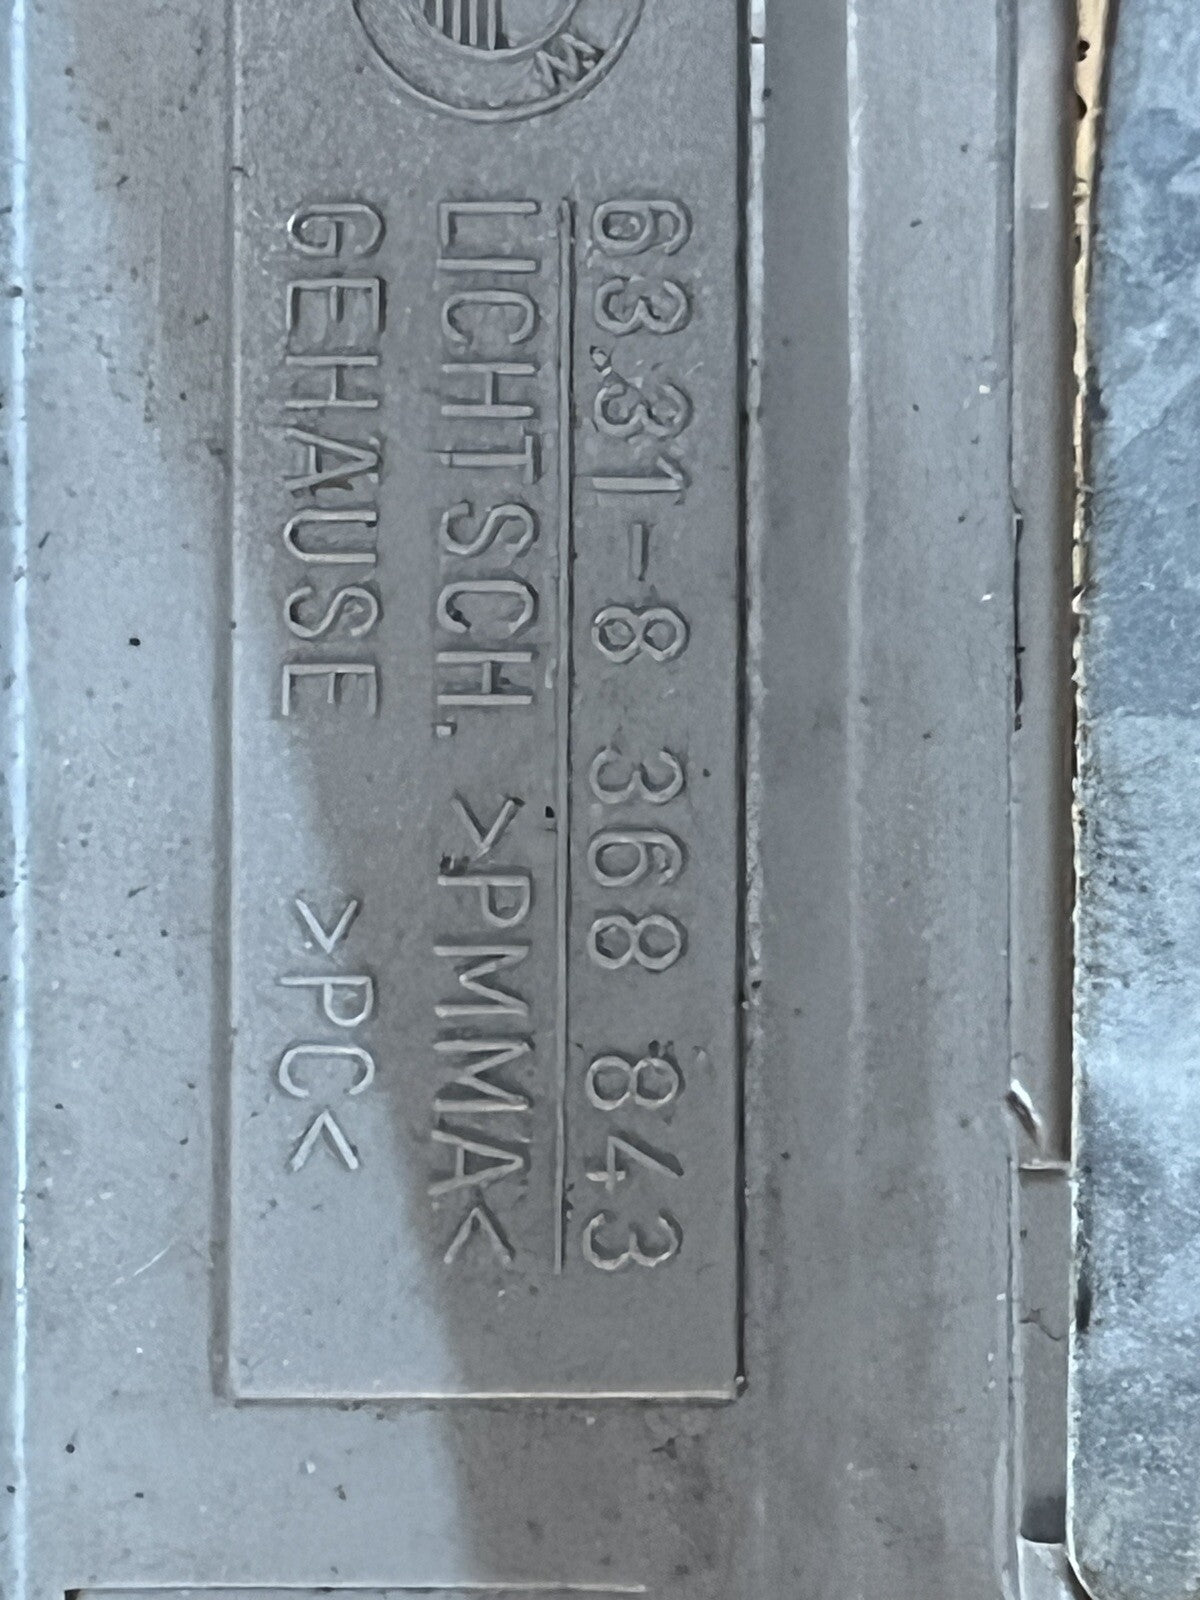 63.31-8 368 843
LICHTSCH. >PMMA<
GEHAUSE >PC<